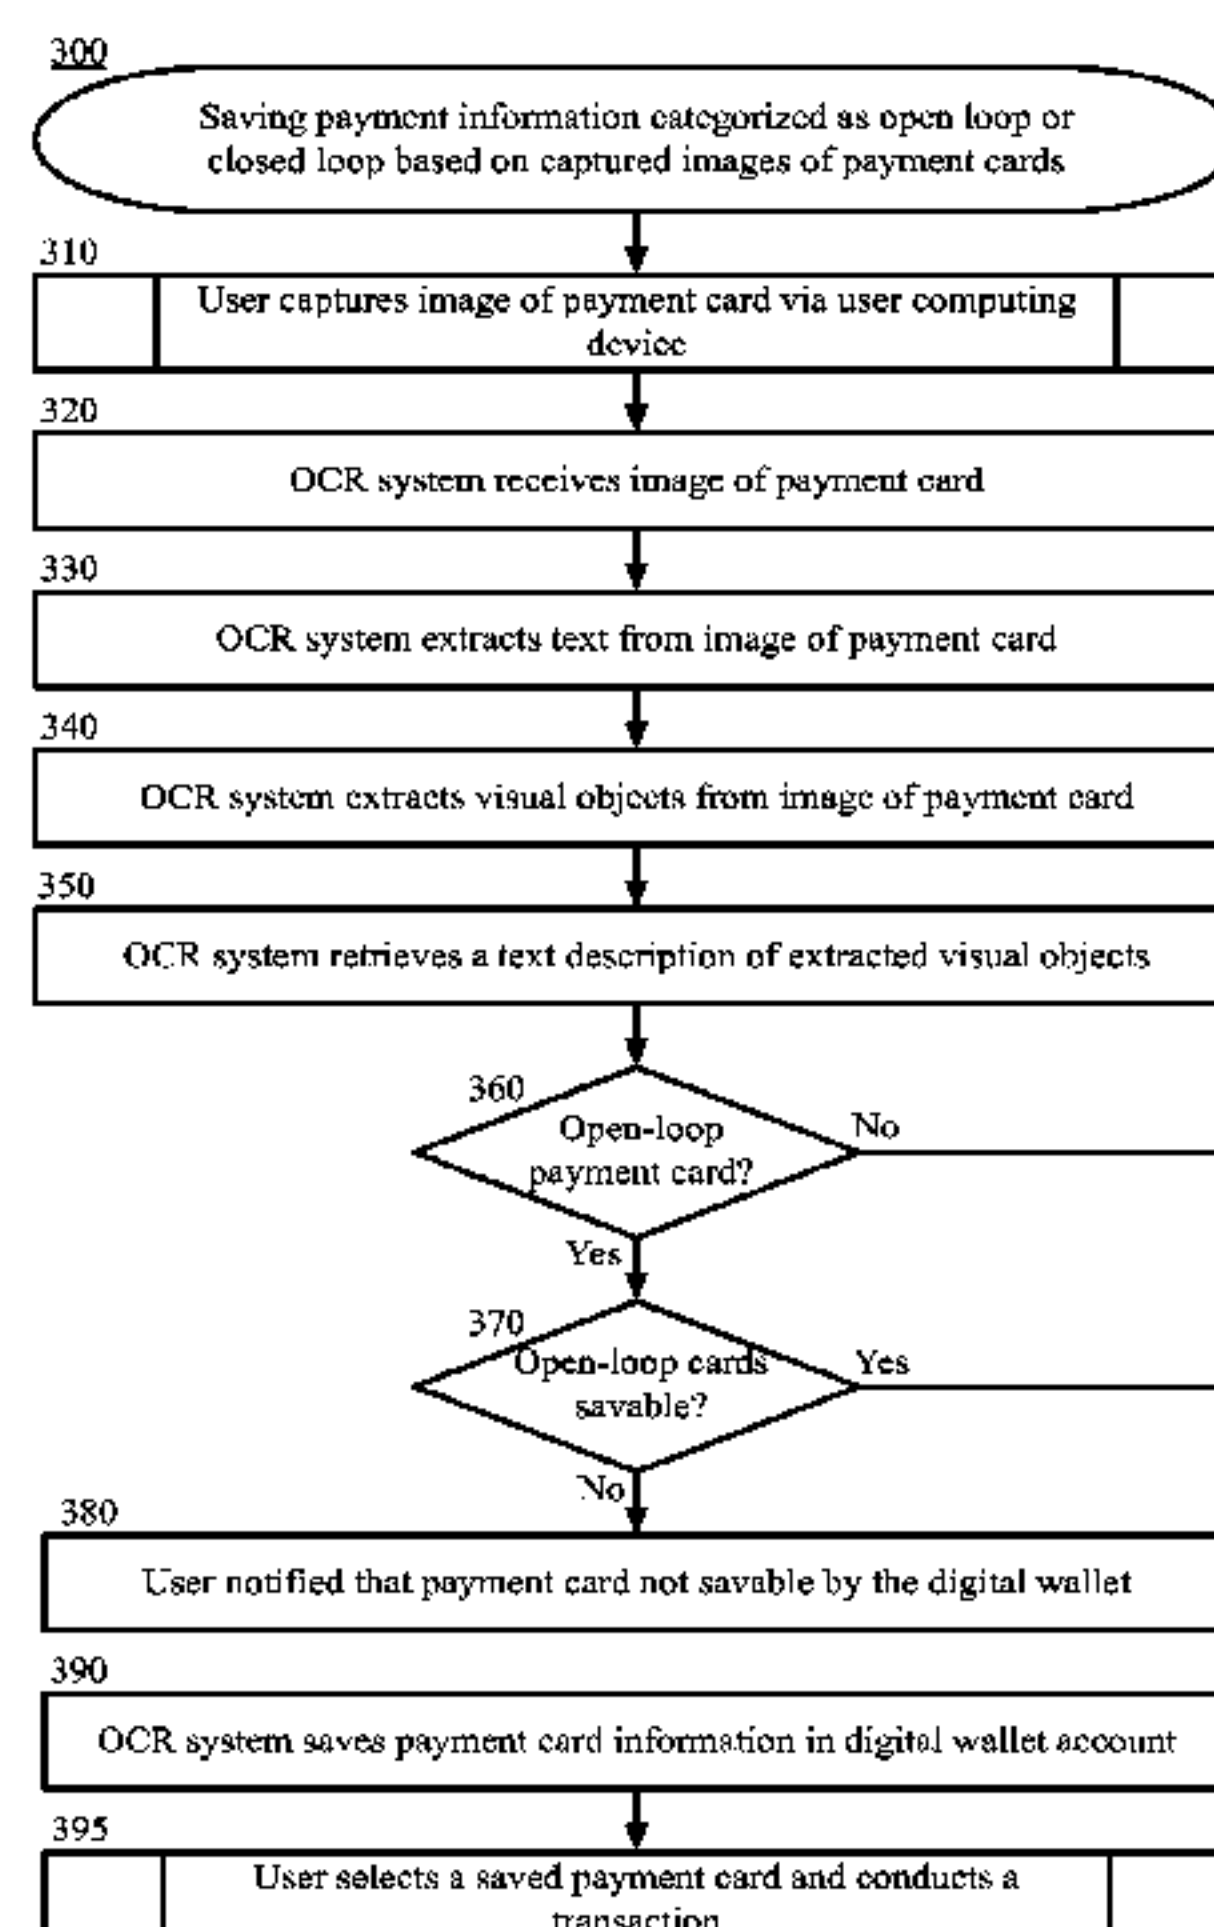 300
Saving payment information categorized as open loop or
closed loop based on captured images of payment cards
310
User captures image of payment card via user computing
device
320
OCR system receives image of payment card
330
OCR system extracts text from image of payment card
340
OCR system extracts visual objects from image of payment card
350
OCR system retrieves a text description of extracted visual objects
360
Open-loop
payment card?
No
Yes
370
Open-loop cards
savable?
Yes
No
380
User notified that payment card not savable by the digital wallet
390
OCR system saves payment card information in digital wallet account
395
User selects a saved payment card and conducts a
transaction